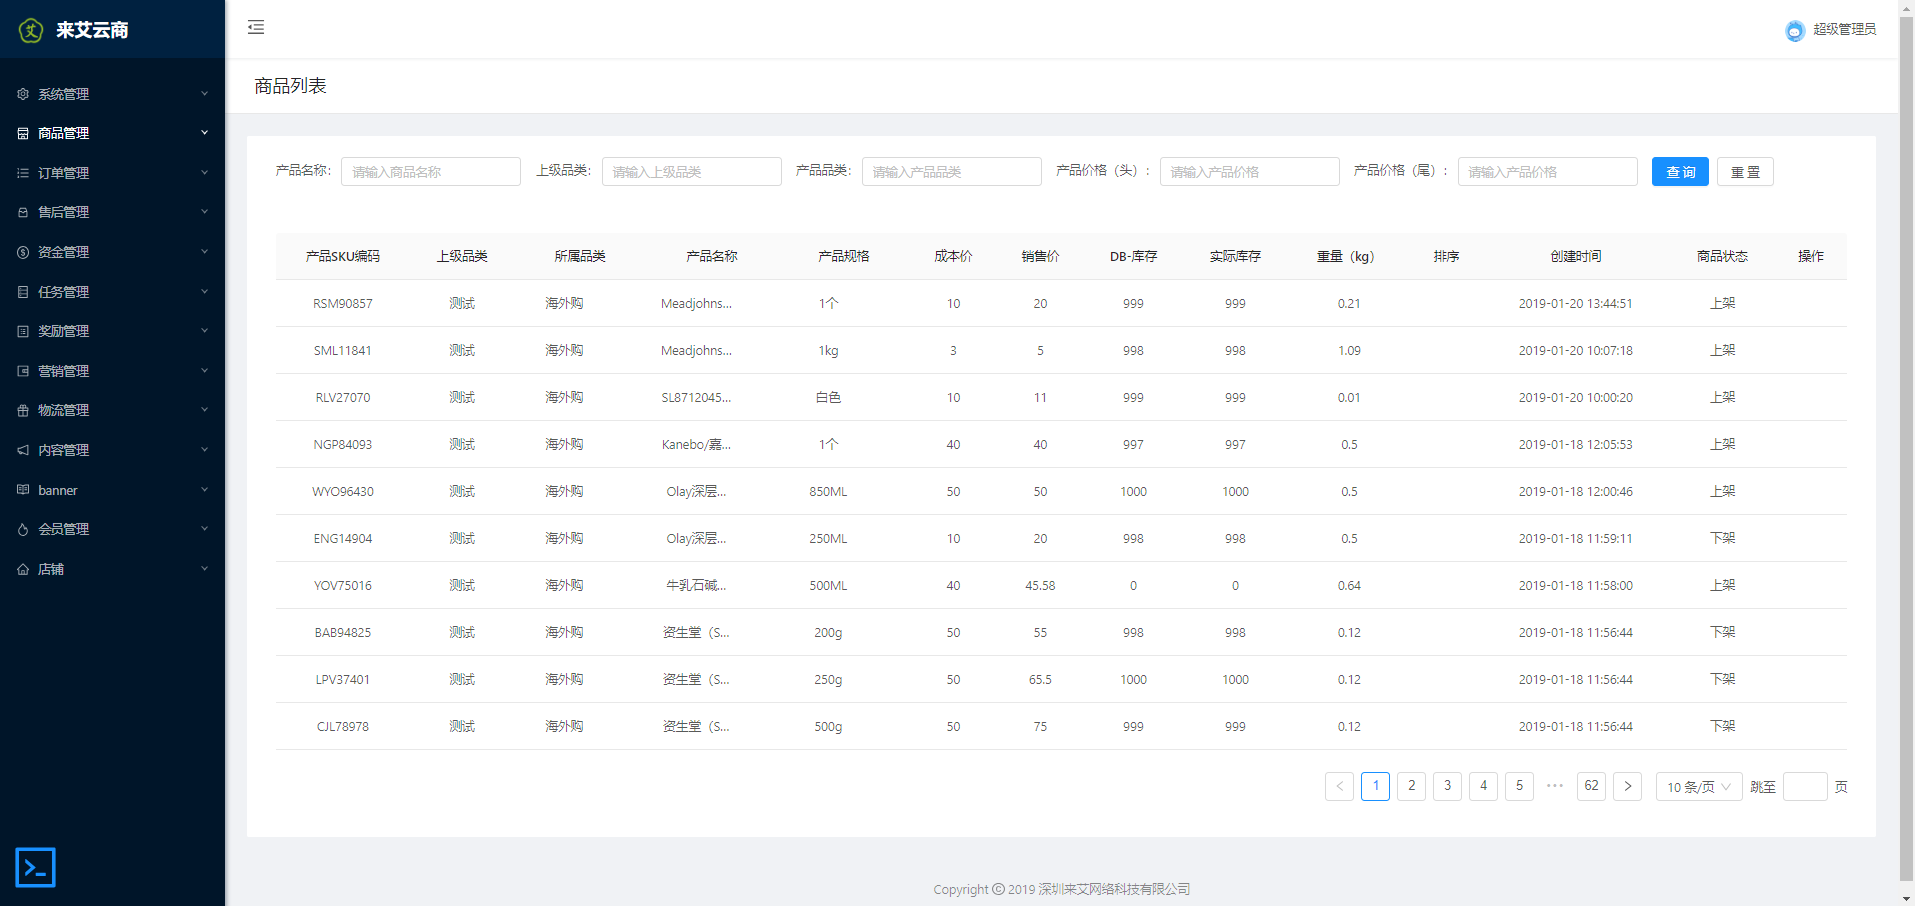 来艾云商
超级管理员
系统管理
商品管理
订单管理
售后管理
资金管理
任务管理
奖励管理
营销管理
物流管理
内容管理
banner
会员管理
店铺
商品列表
产品名称: 请输入商品名称 上级品类: 请输入上级品类 产品品类: 请输入产品品类 产品价格（头）: 请输入产品价格 产品价格（尾）: 请输入产品价格 查 询 重 置
产品SKU编码 上级品类 所属品类 产品名称 产品规格 成本价 销售价 DB-库存 实际库存 重量（kg） 排序 创建时间 商品状态 操作
RSM90857 测试 海外购 Meadjohns... 1个 10 20 999 999 0.21 2019-01-20 13:44:51 上架
SML11841 测试 海外购 Meadjohns... 1kg 3 5 998 998 1.09 2019-01-20 10:07:18 上架
RLV27070 测试 海外购 SL8712045... 白色 10 11 999 999 0.01 2019-01-20 10:00:20 上架
NGP84093 测试 海外购 Kanebo/嘉... 1个 40 40 997 997 0.5 2019-01-18 12:05:53 上架
WYO96430 测试 海外购 Olay深层... 850ML 50 50 1000 1000 0.5 2019-01-18 12:00:46 上架
ENG14904 测试 海外购 Olay深层... 250ML 10 20 998 998 0.5 2019-01-18 11:59:11 下架
YOV75016 测试 海外购 牛乳石碱... 500ML 40 45.58 0 0 0.64 2019-01-18 11:58:00 上架
BAB94825 测试 海外购 资生堂（S... 200g 50 55 998 998 0.12 2019-01-18 11:56:44 下架
LPV37401 测试 海外购 资生堂（S... 250g 50 65.5 1000 1000 0.12 2019-01-18 11:56:44 下架
CJL78978 测试 海外购 资生堂（S... 500g 50 75 999 999 0.12 2019-01-18 11:56:44 下架
< 1 2 3 4 5 ••• 62 > 10 条/页 跳至 页
Copyright © 2019 深圳来艾网络科技有限公司